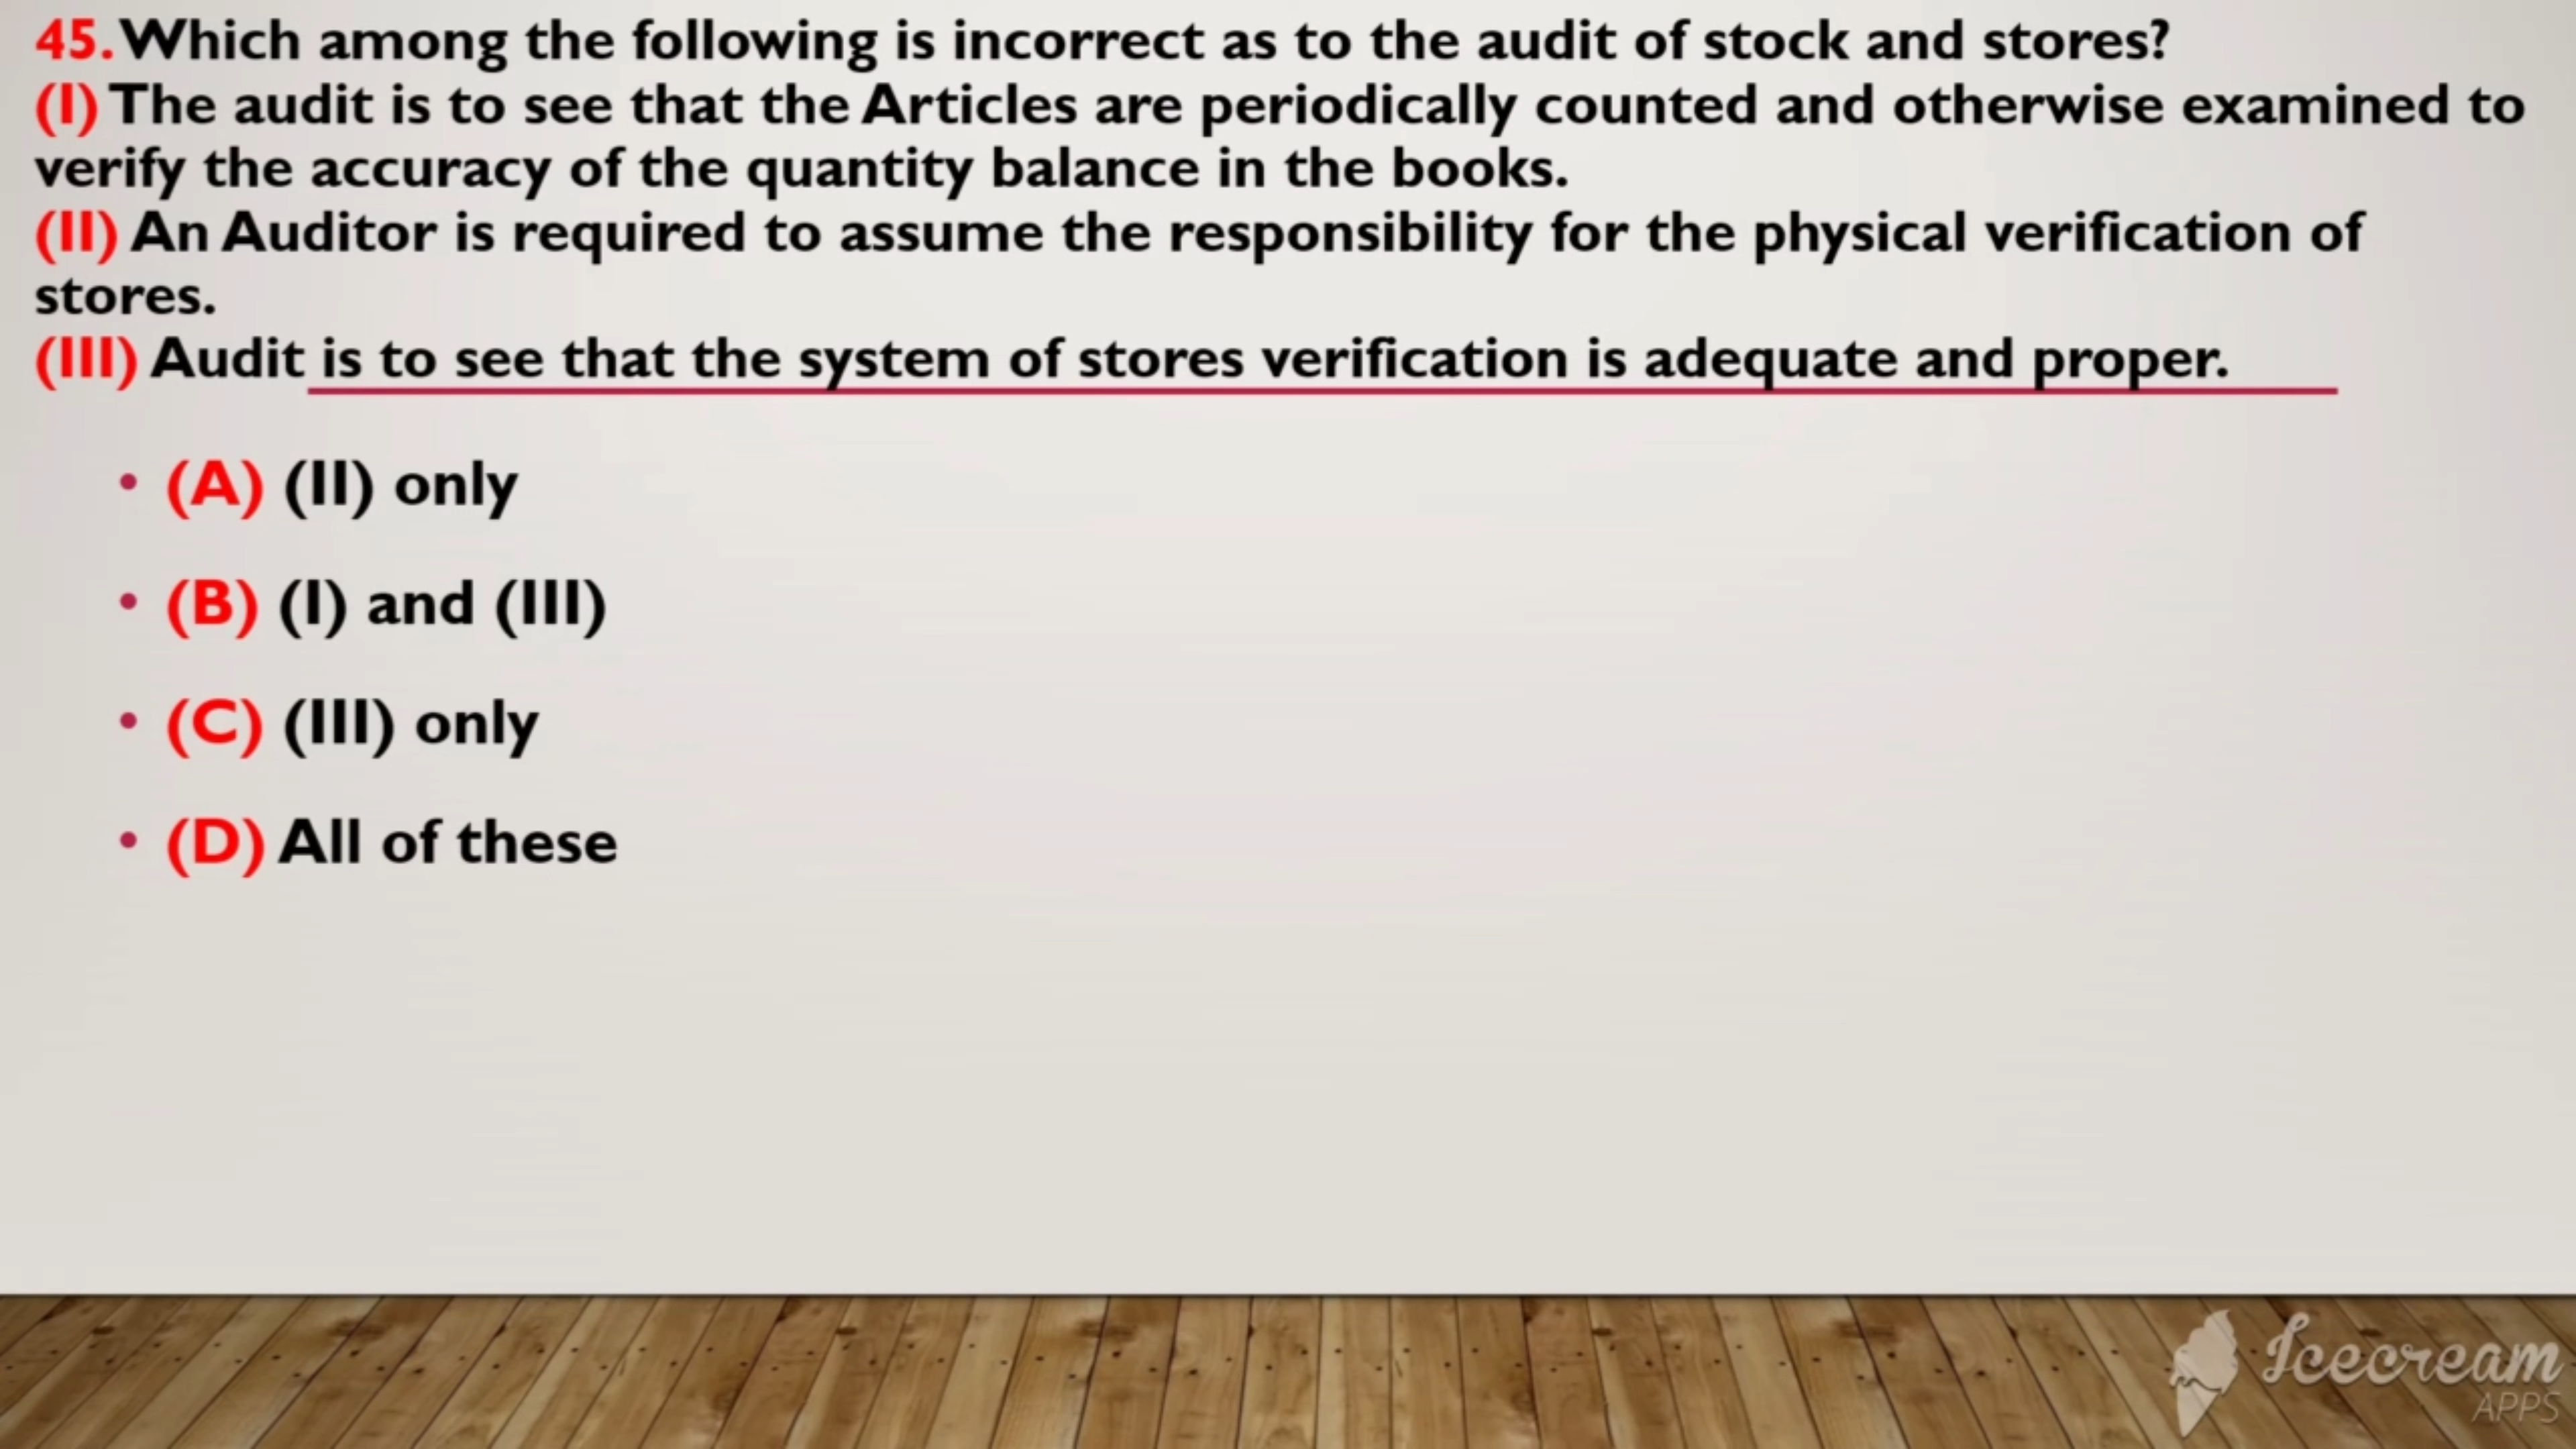 45. Which among the following is incorrect as to the audit of stock and stores?
(I) The audit is to see that the Articles are periodically counted and otherwise examined to
verify the accuracy of the quantity balance in the books.
(II) An Auditor is required to assume the responsibility for the physical verification of
stores.
(III) Audit is to see that the system of stores verification is adequate and proper.
• (A) (II) only
• (B) (I) and (III)
• (C) (III) only
• (D) All of these
Icecream
APPS